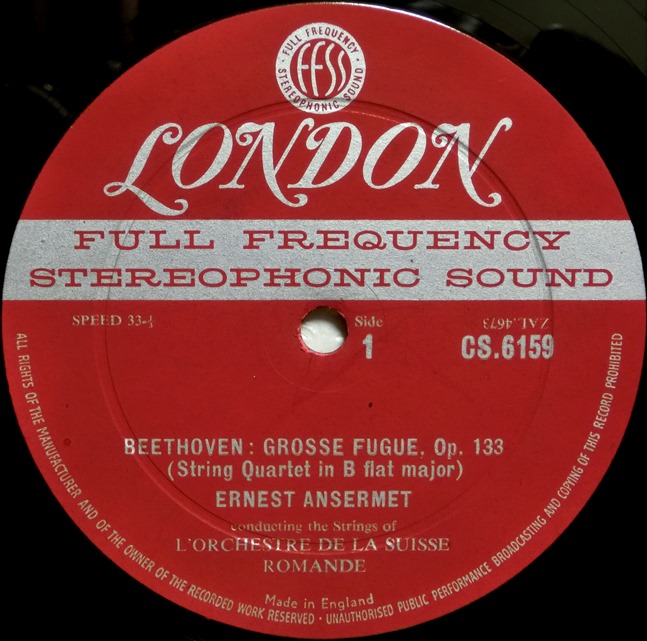 · FULL FREQUENCY ·
STEREOPHONIC SOUND
FFSS
LONDON
FULL FREQUENCY
STEREOPHONIC SOUND
SPEED 33-⅓
Side
1
ZAL.4673
CS.6159
BEETHOVEN: GROSSE FUGUE, Op. 133
(String Quartet in B flat major)
ERNEST ANSERMET
conducting the Strings of
L'ORCHESTRE DE LA SUISSE
ROMANDE
Made in England
ALL RIGHTS OF THE MANUFACTURER AND OF THE OWNER OF THE RECORDED WORK RESERVED · UNAUTHORISED PUBLIC PERFORMANCE BROADCASTING AND COPYING OF THIS RECORD PROHIBITED